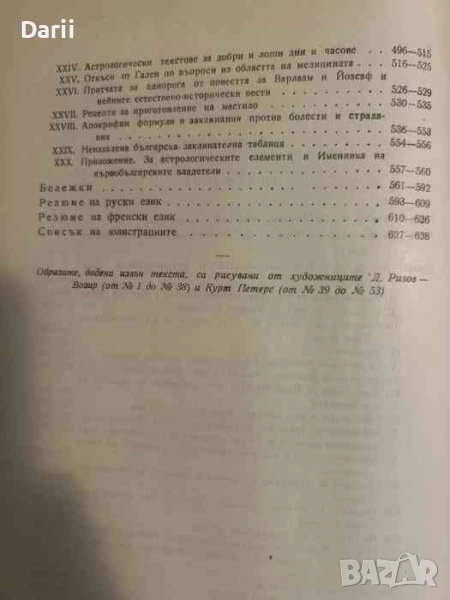 Darii
XXIV. Астрологически текстове за добри и лоши дни и часове . . 496—515
XXV. Откъси от Гален по въпроси из областта на медицината . . 516—525
XXVI. Притчата за еднорога от повестта за Варлаам и Йоасаф и
нейните естествено-исторически вести . . . . 526—529
XXVII. Рецепти за приготовление на мастило . . . . 530—535
XXVIII. Апокрифни формули и заклинания против болести и страда-
ния . . . . 536—553
XXIX. Неиздадена българска заклинателна таблица . . . . 554—556
XXX. Приложение. За астрологическите елементи в Именника на
първобългарските владетели . . . . 557—560
Бележки . . . . 561—592
Резюме на руски език . . . . 593—609
Резюме на френски език . . . . 610—626
Списък на илюстрациите . . . . 627—628
Образите, дадени извън текста, са рисувани от художниците Д. Ризов —
Возир (от № 1 до № 38) и Курт Петерс (от № 39 до № 53)
BAZAR
bg